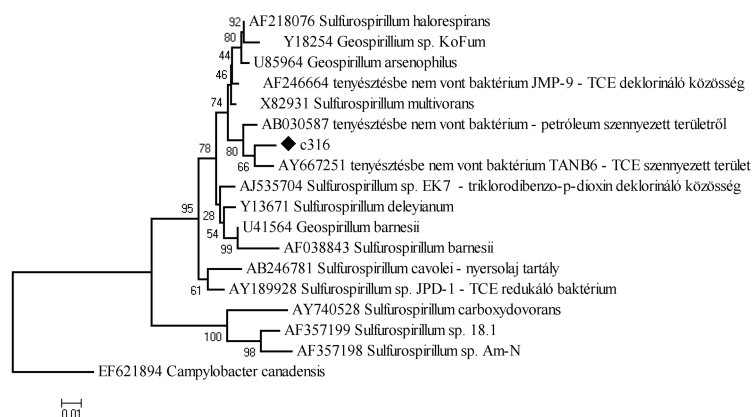 92
AF218076 Sulfurospirillum halorespirans
80
Y18254 Geospirillium sp. KoFum
44
U85964 Geospirillum arsenophilus
46
AF246664 tenyésztésbe nem vont baktérium JMP-9 - TCE deklorináló közösség
74
X82931 Sulfurospirillum multivorans
AB030587 tenyésztésbe nem vont baktérium - petróleum szennyezett területről
78
80
c316
66
AY667251 tenyésztésbe nem vont baktérium TANB6 - TCE szennyezett terület
AJ535704 Sulfurospirillum sp. EK7 - triklorodibenzo-p-dioxin deklorináló közösség
95
28
Y13671 Sulfurospirillum deleyianum
54
U41564 Geospirillum barnesii
99
AF038843 Sulfurospirillum barnesii
AB246781 Sulfurospirillum cavolei - nyersolaj tartály
61
AY189928 Sulfurospirillum sp. JPD-1 - TCE redukáló baktérium
AY740528 Sulfurospirillum carboxydovorans
100
AF357199 Sulfurospirillum sp. 18.1
98
AF357198 Sulfurospirillum sp. Am-N
EF621894 Campylobacter canadensis
0.01